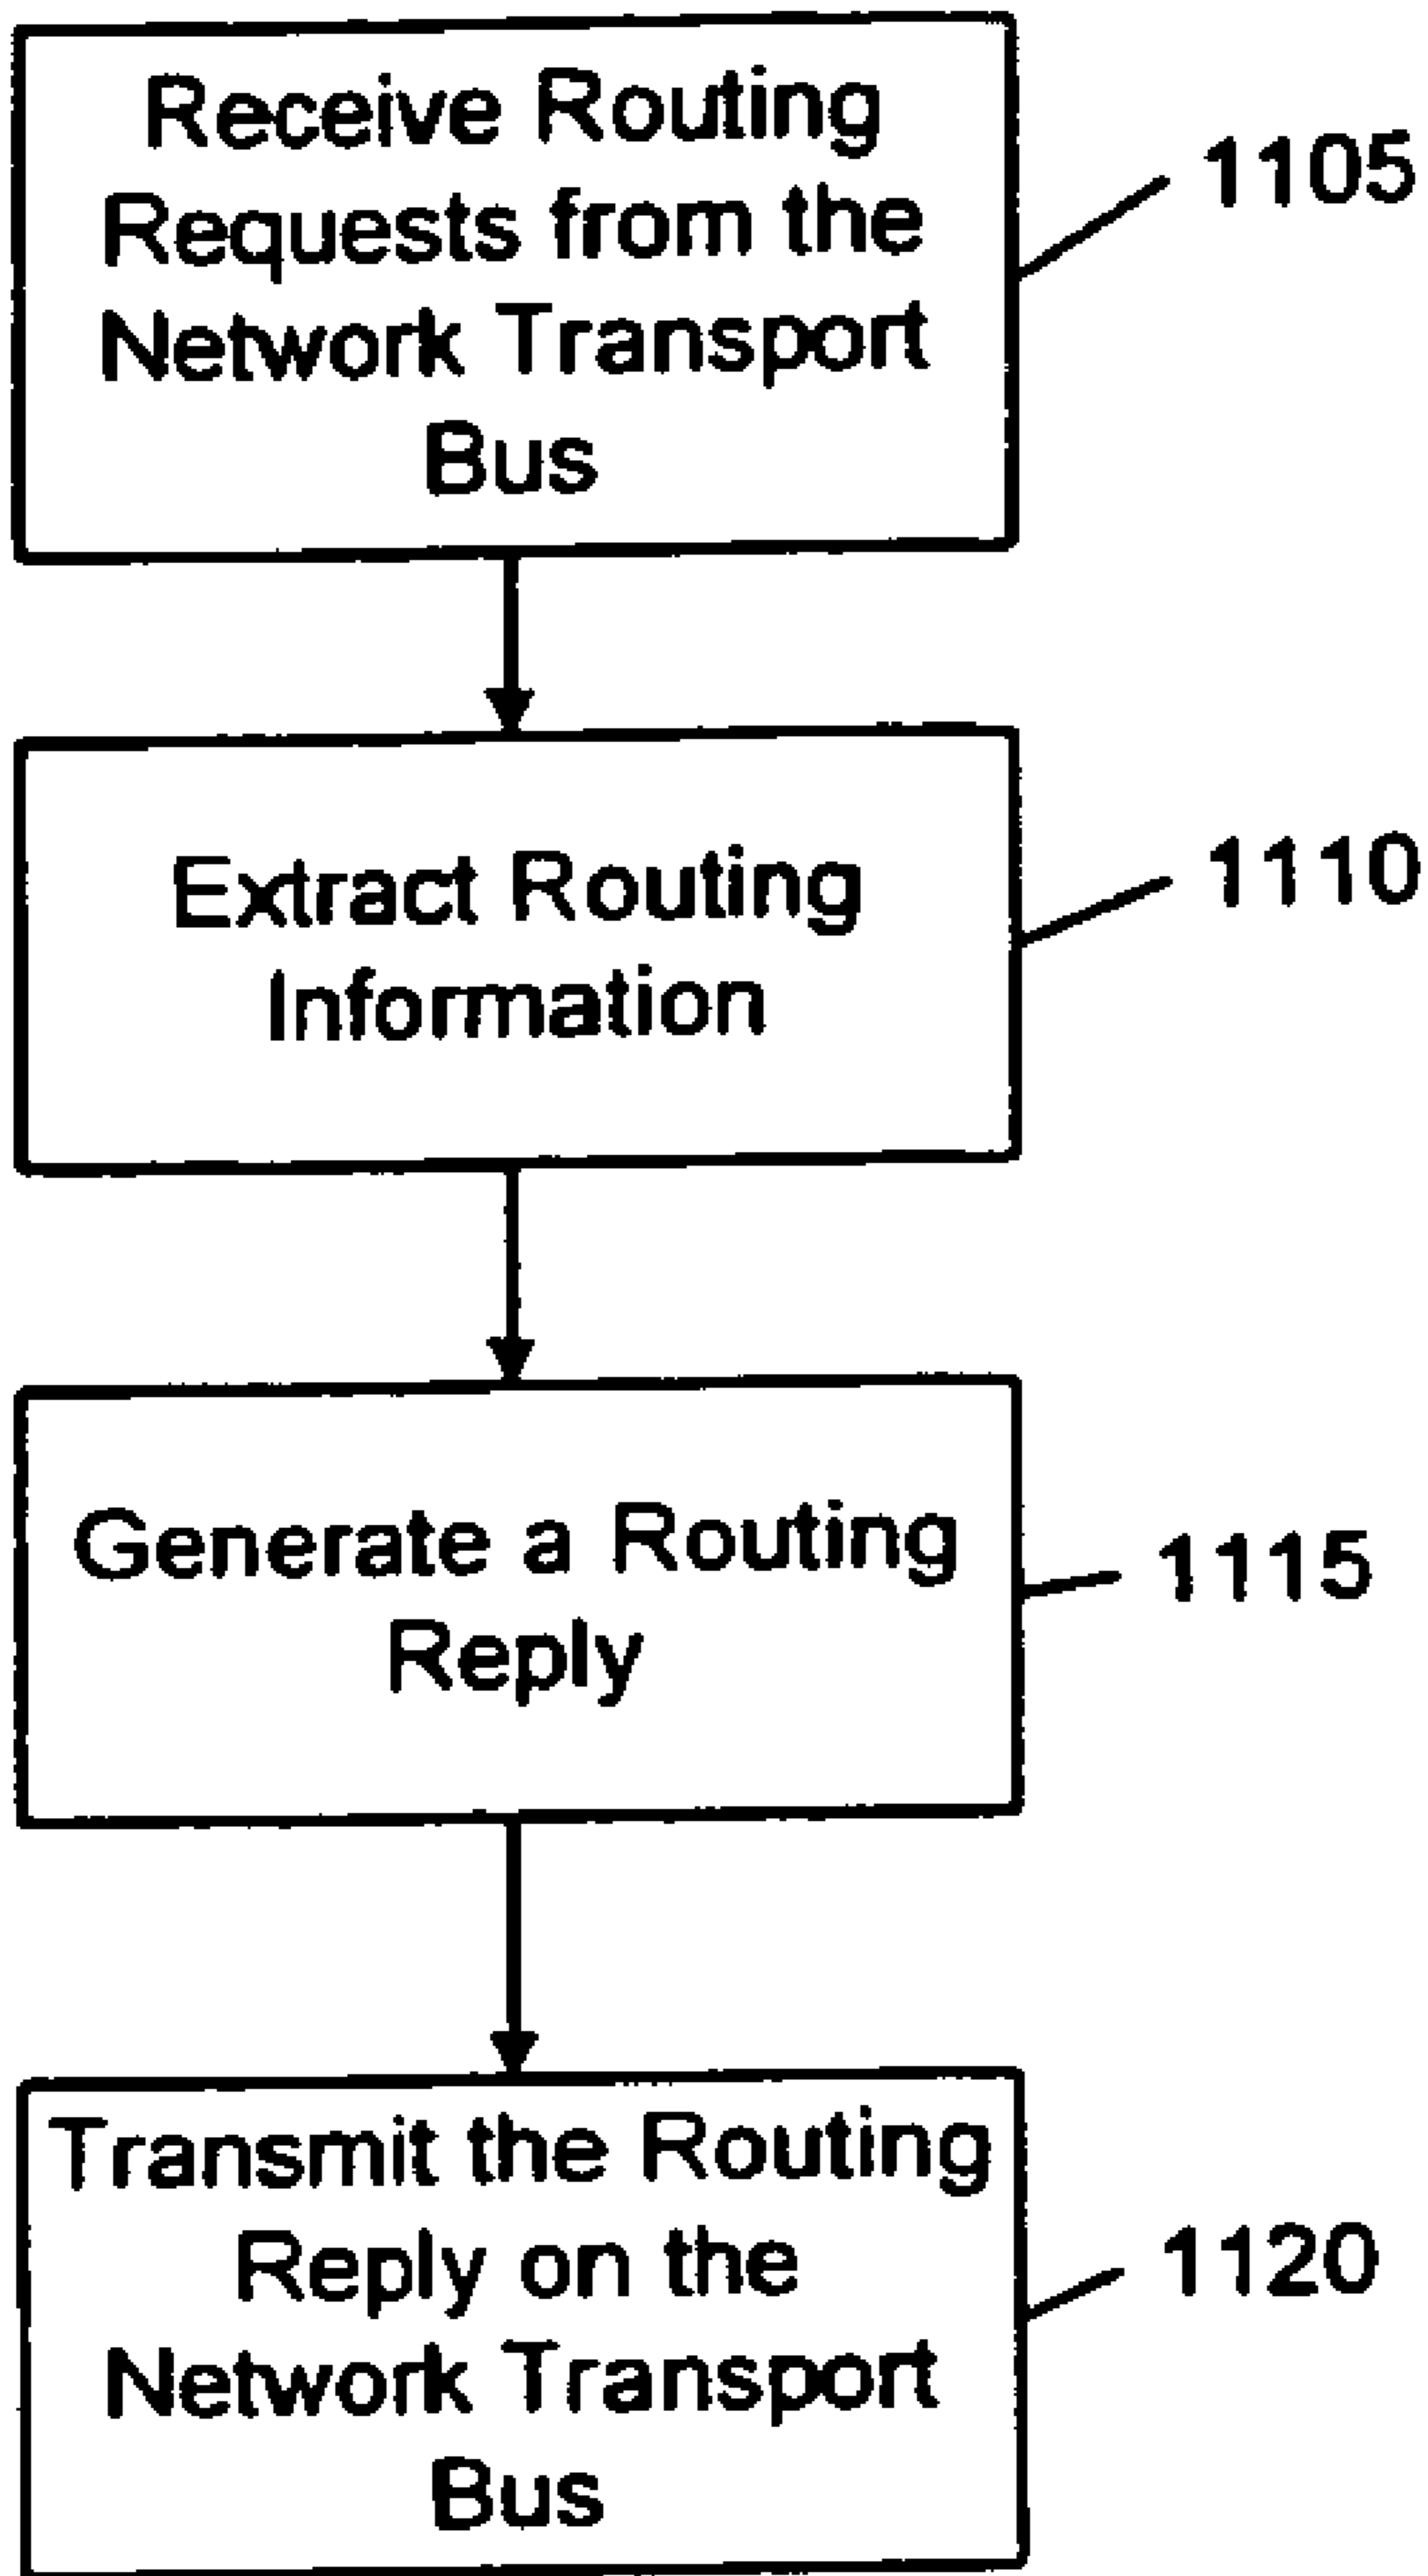 Receive Routing
Requests from the
Network Transport
Bus
1105
Extract Routing
Information
1110
Generate a Routing
Reply
1115
Transmit the Routing
Reply on the
Network Transport
Bus
1120